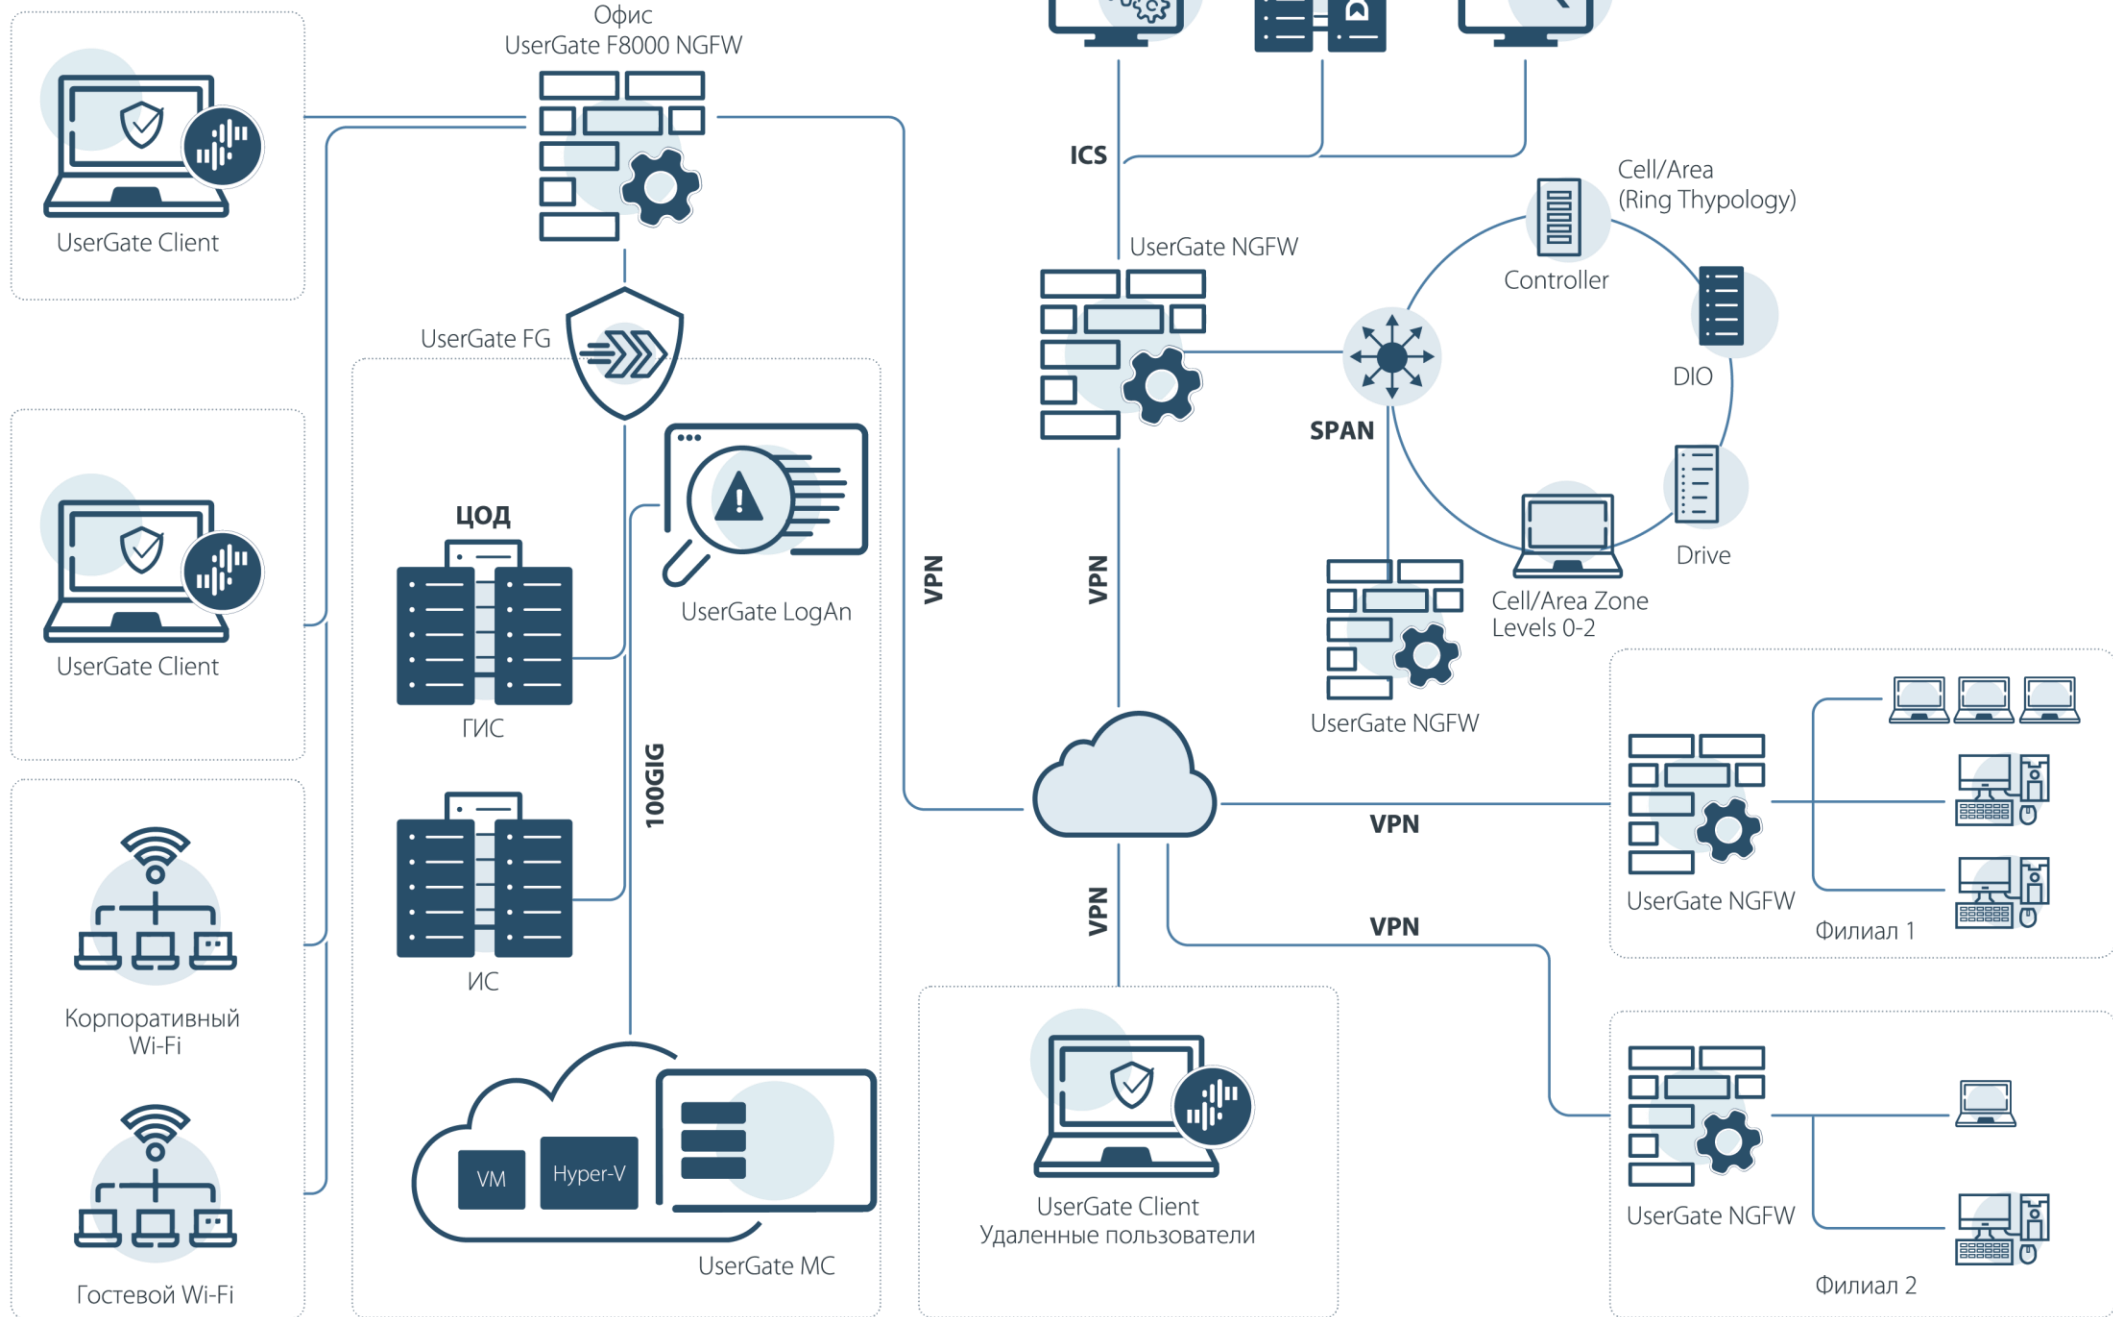 Офис
UserGate F8000 NGFW
UserGate Client
UserGate FG
UserGate Client
ЦОД
ГИС
ИС
100GIG
UserGate LogAn
VM
Hyper-V
UserGate MC
Корпоративный
Wi-Fi
Гостевой Wi-Fi
VPN
ICS
UserGate NGFW
VPN
Cell/Area
(Ring Thypology)
Controller
DIO
Drive
SPAN
Cell/Area Zone
Levels 0-2
UserGate NGFW
VPN
VPN
VPN
UserGate Client
Удаленные пользователи
UserGate NGFW
Филиал 1
UserGate NGFW
Филиал 2